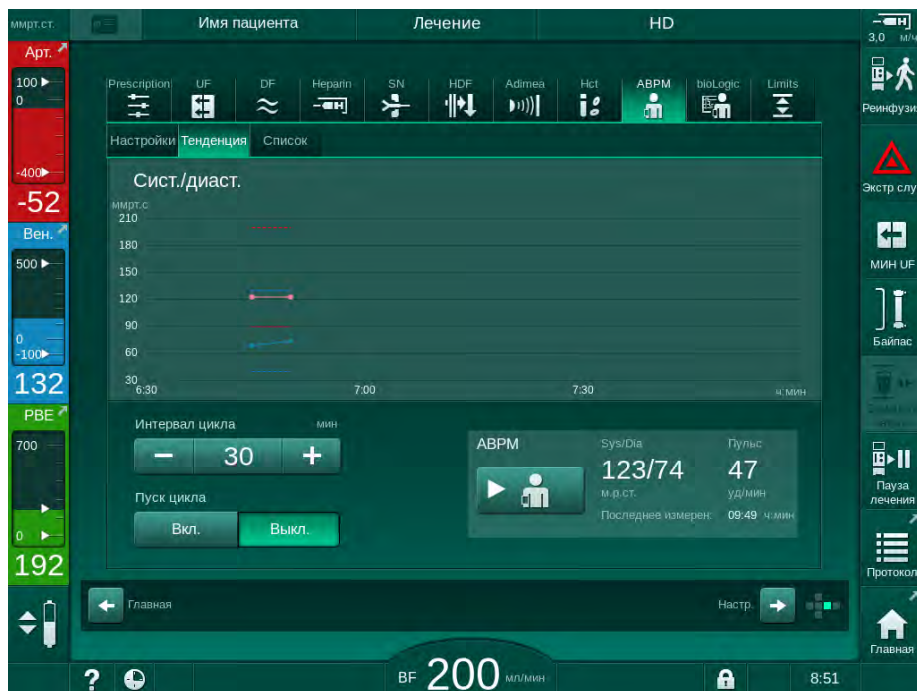 ммрт.ст.
Имя пациента
Лечение
HD
3,0 м/ч
Арт.
100
0
-400
-52
Вен.
500
0
-100
132
PBE
700
0
192
Prescription
UF
DF
Heparin
SN
HDF
Adimea
Hct
ABPM
bioLogic
Limits
Настройки
Тенденция
Список
Сист./диаст.
ммрт.с
210
180
150
120
90
60
30
6:30
7:00
7:30
ч:мин
Интервал цикла
мин
30
Пуск цикла
Вкл.
Выкл.
ABPM
Sys/Dia
Пульс
123/74
47
м.р.ст.
уд/мин
Последнее измерен:
09:49 ч:мин
Главная
Настр.
BF 200 мл/мин
8:51
Реинфузи
Экстр слу
МИН UF
Байпас
Пауза
лечения
Протокол
Главная